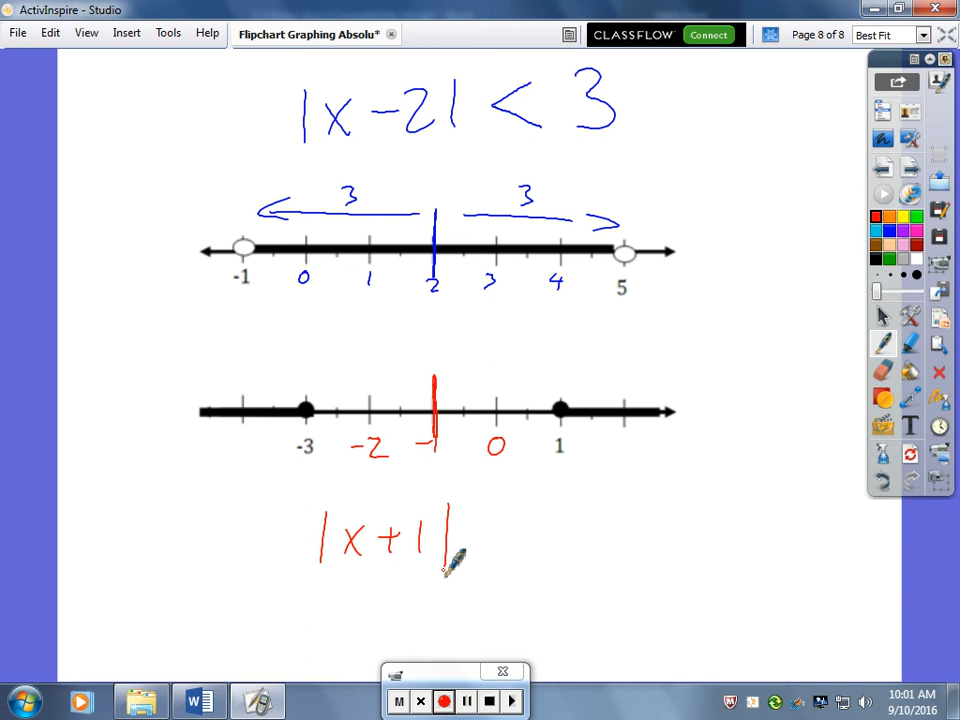 ActivInspire - Studio
File Edit View Insert Tools Help Flipchart Graphing Absolu* CLASSFLOW Connect Page 8 of 8 Best Fit
|x-2| < 3
3 3
-1 0 1 2 3 4 5
-3 -2 -1 0 1
|x+1|
M
W
10:01 AM
9/10/2016